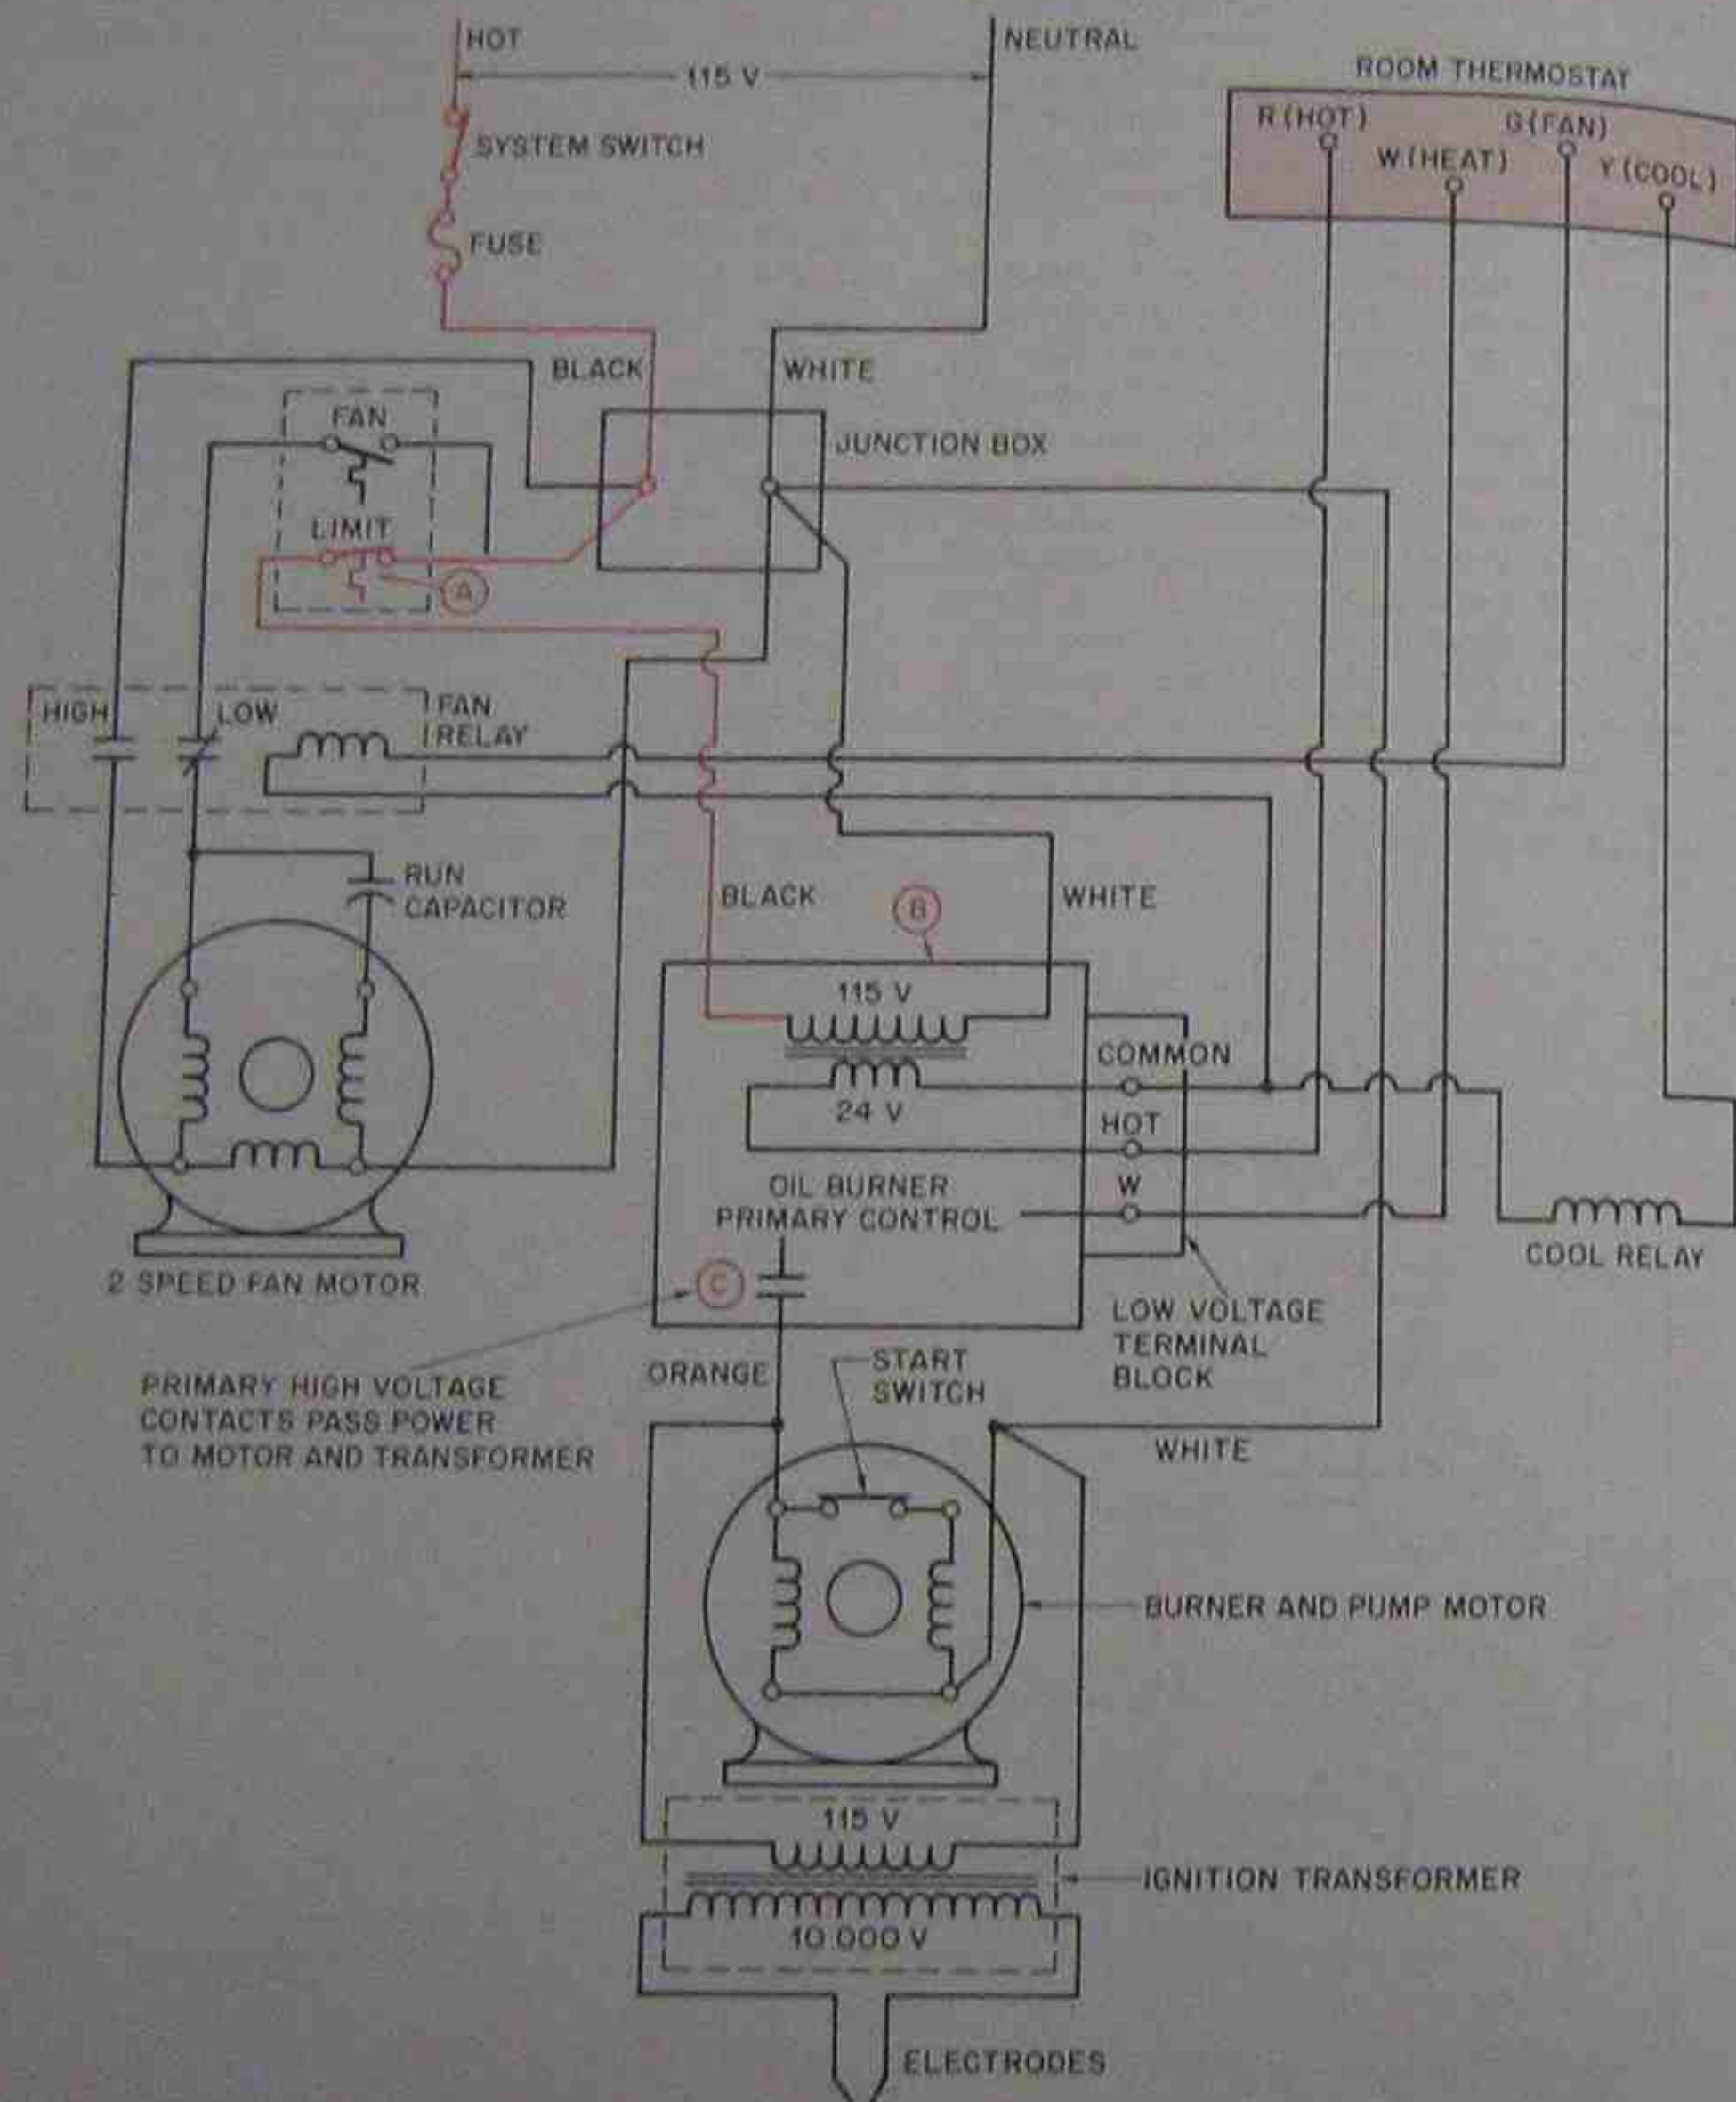 HOT
NEUTRAL
115 V
ROOM THERMOSTAT
R (HOT)
G (FAN)
W (HEAT)
Y (COOL)
SYSTEM SWITCH
FUSE
BLACK
WHITE
FAN
JUNCTION BOX
LIMIT
A
HIGH
LOW
FAN
RELAY
RUN
CAPACITOR
BLACK
B
WHITE
115 V
COMMON
24 V
HOT
OIL BURNER
PRIMARY CONTROL
W
COOL RELAY
2 SPEED FAN MOTOR
C
LOW VOLTAGE
TERMINAL
BLOCK
PRIMARY HIGH VOLTAGE
CONTACTS PASS POWER
TO MOTOR AND TRANSFORMER
ORANGE
START
SWITCH
WHITE
BURNER AND PUMP MOTOR
115 V
IGNITION TRANSFORMER
10 000 V
ELECTRODES